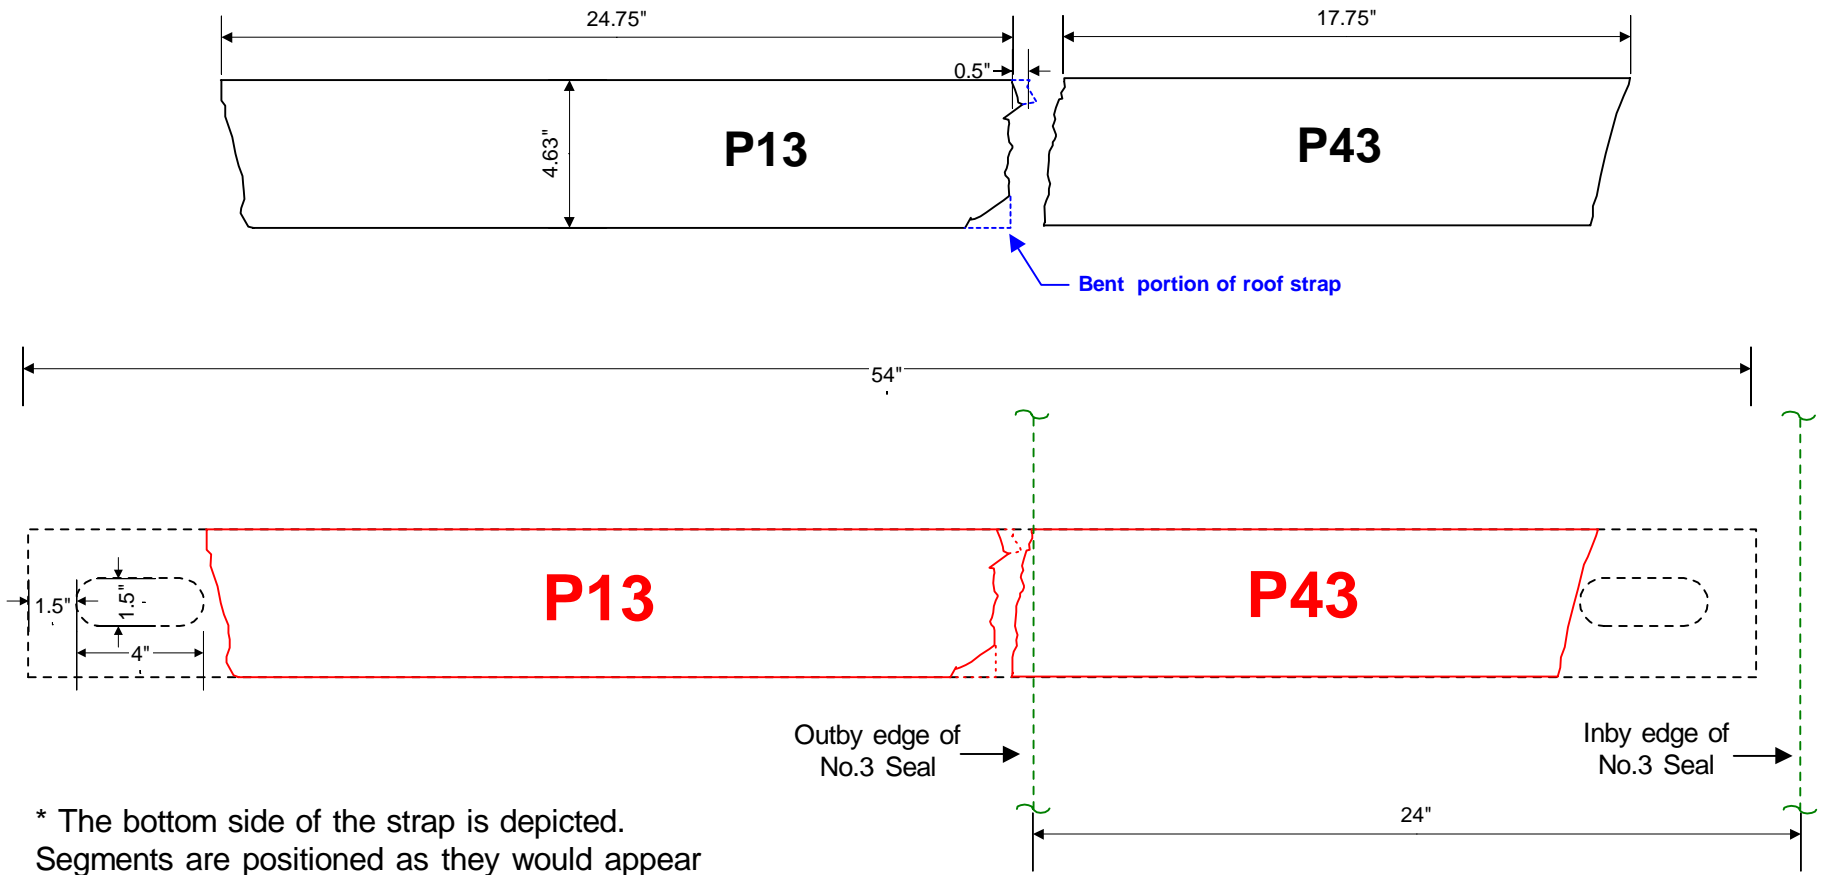 24.75"
17.75"
0.5"
4.63"
P13
P43
Bent portion of roof strap
54"
P13
P43
1.5"
1.5"
4"
Outby edge of
No.3 Seal
Inby edge of
No.3 Seal
24"
* The bottom side of the strap is depicted.
Segments are positioned as they would appear